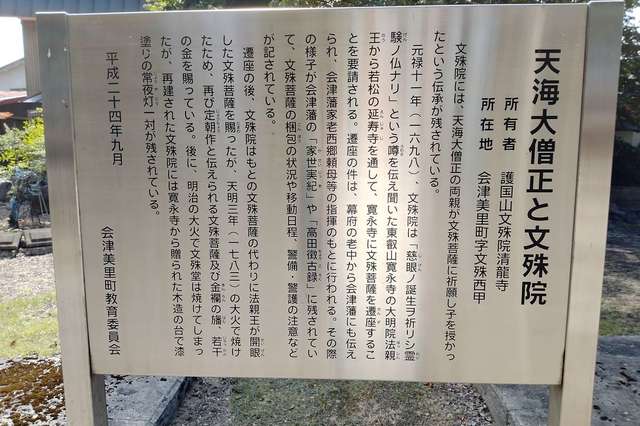 天海大僧正と文殊院
所有者　護国山文殊院清龍寺
所在地　会津美里町字文殊西甲
文殊院には、天海大僧正の両親が文殊菩薩に祈願し子を授かっ
たという伝承が残されている。
元禄十一年（一六九八）、文殊院は「慈眼ノ誕生ヲ祈リシ霊
験ノ仏ナリ」という噂を伝え聞いた東叡山寛永寺の大明院法親
王から若松の延寿寺を通して、寛永寺に文殊菩薩を遷座するこ
とを要請される。遷座の件は、幕府の老中から会津藩にも伝え
られ、会津藩家老西郷頼母等の指揮のもとに行われる。その際
の様子が会津藩の「家世実紀」や「高田徴古録」に残されてい
て、文殊菩薩の梱包の状況や移動日程、警備・警護の注意など
が記されている。
遷座の後、文殊院はもとの文殊菩薩の代わりに法親王が開眼
した文殊菩薩を賜ったが、天明三年（一七八三）の大火で焼け
たため、再び定朝作と伝えられる文殊菩薩及び金襴の旛、若干
の金を賜っている。後に、明治の大火で文殊堂は焼けてしまっ
たが、再建された文殊院には寛永寺から贈られた木造の台で漆
塗りの常夜灯一対が残されている。
平成二十四年九月
会津美里町教育委員会